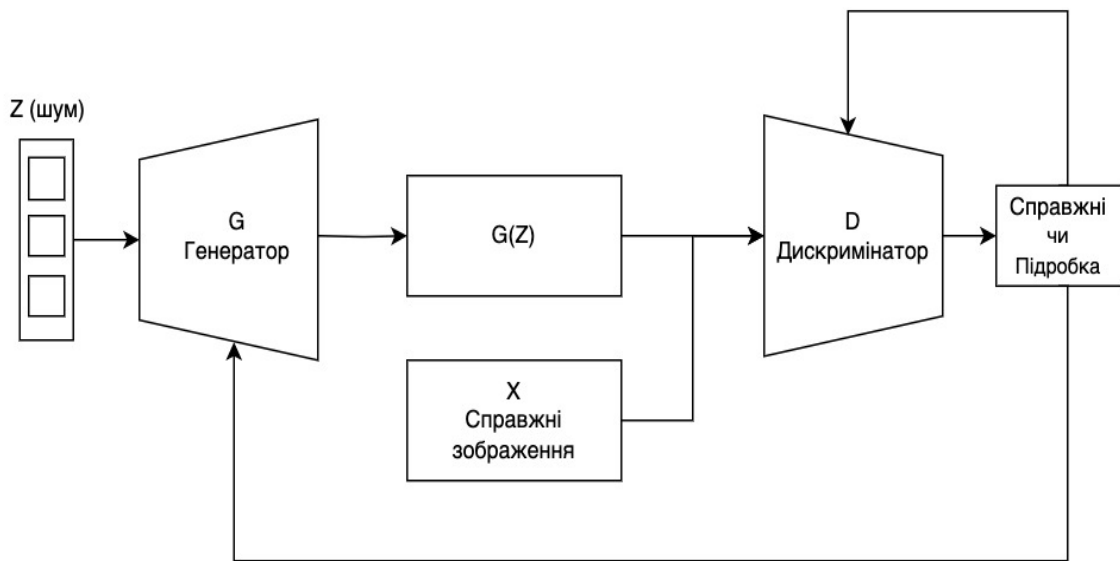 Z (шум)
G
Генератор
G(Z)
X
Справжні
зображення
D
Дискримінатор
Справжні
чи
Підробка